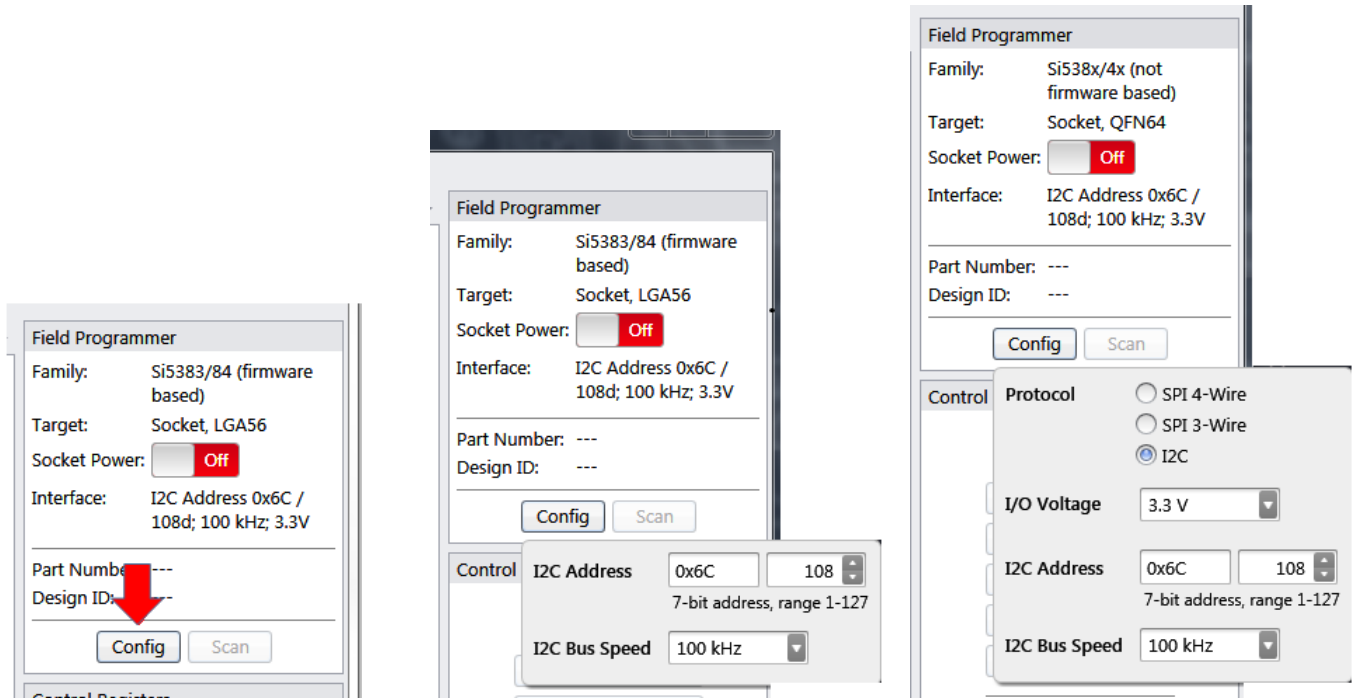 Field Programmer
Family: Si5383/84 (firmware
based)
Target: Socket, LGA56
Socket Power: Off
Interface: I2C Address 0x6C /
108d; 100 kHz; 3.3V
Part Numbe ---
Design ID: ---
Config Scan
Control Registers
Field Programmer
Family: Si5383/84 (firmware
based)
Target: Socket, LGA56
Socket Power: Off
Interface: I2C Address 0x6C /
108d; 100 kHz; 3.3V
Part Number: ---
Design ID: ---
Config Scan
Control
I2C Address 0x6C 108
7-bit address, range 1-127
I2C Bus Speed 100 kHz
Field Programmer
Family: Si538x/4x (not
firmware based)
Target: Socket, QFN64
Socket Power: Off
Interface: I2C Address 0x6C /
108d; 100 kHz; 3.3V
Part Number: ---
Design ID: ---
Config Scan
Control
Protocol SPI 4-Wire
SPI 3-Wire
I2C
I/O Voltage 3.3 V
I2C Address 0x6C 108
7-bit address, range 1-127
I2C Bus Speed 100 kHz